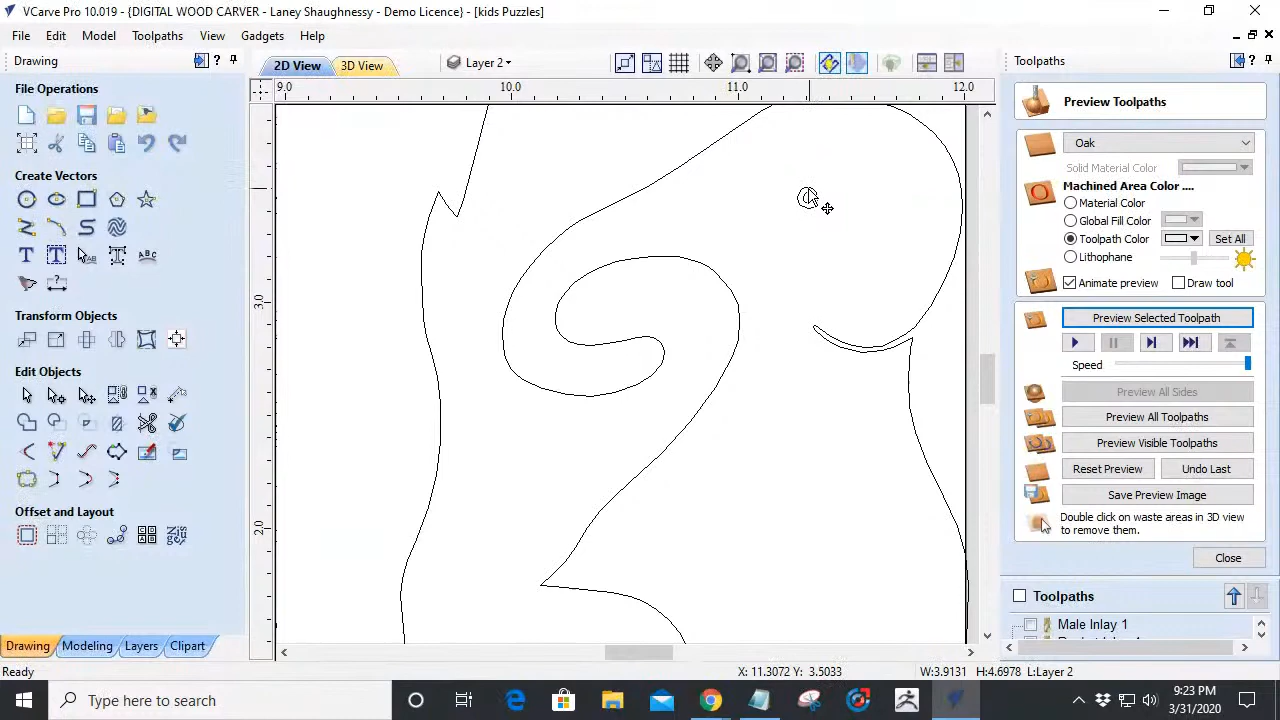 VCarve Pro 10.019 - {DIGITAL WOOD CARVER - Laney Shaughnessy - Demo Licence} - [kids Puzzles]
File Edit Model Toolpaths View Gadgets Help
Drawing
File Operations
Create Vectors
Transform Objects
Edit Objects
Offset and Layout
Drawing Modeling Layers Clipart
2D View 3D View Layer 2
9.0 10.0 11.0 12.0
3.0
2.0
Toolpaths
Preview Toolpaths
Oak
Solid Material Color
Machined Area Color ....
Material Color
Global Fill Color
Toolpath Color Set All
Lithophane
Animate preview Draw tool
Preview Selected Toolpath
Speed
Preview All Sides
Preview All Toolpaths
Preview Visible Toolpaths
Reset Preview Undo Last
Save Preview Image
Double click on waste areas in 3D view
to remove them.
Close
Toolpaths
Male Inlay 1
Ready X: 11.3072 Y: 3.5033 W:3.9131 H:4.6978 L:Layer 2
Type here to search
9:23 PM
3/31/2020